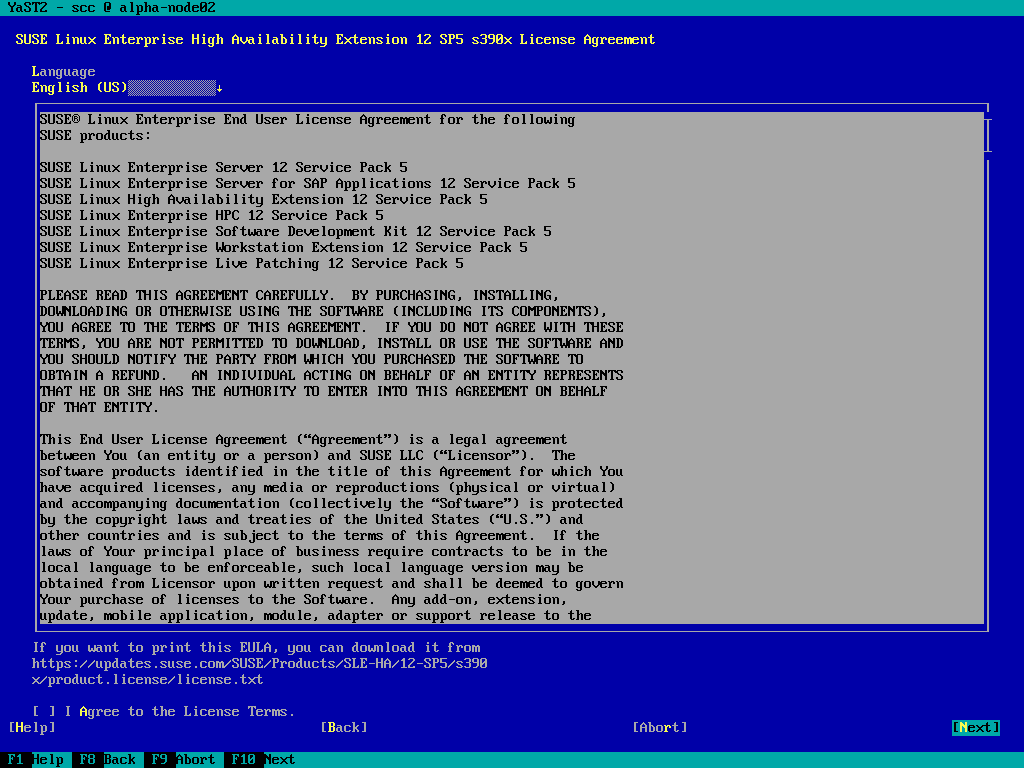 YaST2 - scc @ alpha-node02
SUSE Linux Enterprise High Availability Extension 12 SP5 s390x License Agreement
Language
English (US)
SUSE® Linux Enterprise End User License Agreement for the following
SUSE products:
SUSE Linux Enterprise Server 12 Service Pack 5
SUSE Linux Enterprise Server for SAP Applications 12 Service Pack 5
SUSE Linux High Availability Extension 12 Service Pack 5
SUSE Linux Enterprise HPC 12 Service Pack 5
SUSE Linux Enterprise Software Development Kit 12 Service Pack 5
SUSE Linux Enterprise Workstation Extension 12 Service Pack 5
SUSE Linux Enterprise Live Patching 12 Service Pack 5
PLEASE READ THIS AGREEMENT CAREFULLY.  BY PURCHASING, INSTALLING,
DOWNLOADING OR OTHERWISE USING THE SOFTWARE (INCLUDING ITS COMPONENTS),
YOU AGREE TO THE TERMS OF THIS AGREEMENT.  IF YOU DO NOT AGREE WITH THESE
TERMS, YOU ARE NOT PERMITTED TO DOWNLOAD, INSTALL OR USE THE SOFTWARE AND
YOU SHOULD NOTIFY THE PARTY FROM WHICH YOU PURCHASED THE SOFTWARE TO
OBTAIN A REFUND.   AN INDIVIDUAL ACTING ON BEHALF OF AN ENTITY REPRESENTS
THAT HE OR SHE HAS THE AUTHORITY TO ENTER INTO THIS AGREEMENT ON BEHALF
OF THAT ENTITY.
This End User License Agreement (“Agreement”) is a legal agreement
between You (an entity or a person) and SUSE LLC (“Licensor”).  The
software products identified in the title of this Agreement for which You
have acquired licenses, any media or reproductions (physical or virtual)
and accompanying documentation (collectively the “Software”) is protected
by the copyright laws and treaties of the United States (“U.S.”) and
other countries and is subject to the terms of this Agreement.  If the
laws of Your principal place of business require contracts to be in the
local language to be enforceable, such local language version may be
obtained from Licensor upon written request and shall be deemed to govern
Your purchase of licenses to the Software.  Any add-on, extension,
update, mobile application, module, adapter or support release to the
If you want to print this EULA, you can download it from
https://updates.suse.com/SUSE/Products/SLE-HA/12-SP5/s390
x/product.license/license.txt
[ ] I Agree to the License Terms.
[Help] [Back] [Abort] [Next]
F1 Help F8 Back F9 Abort F10 Next